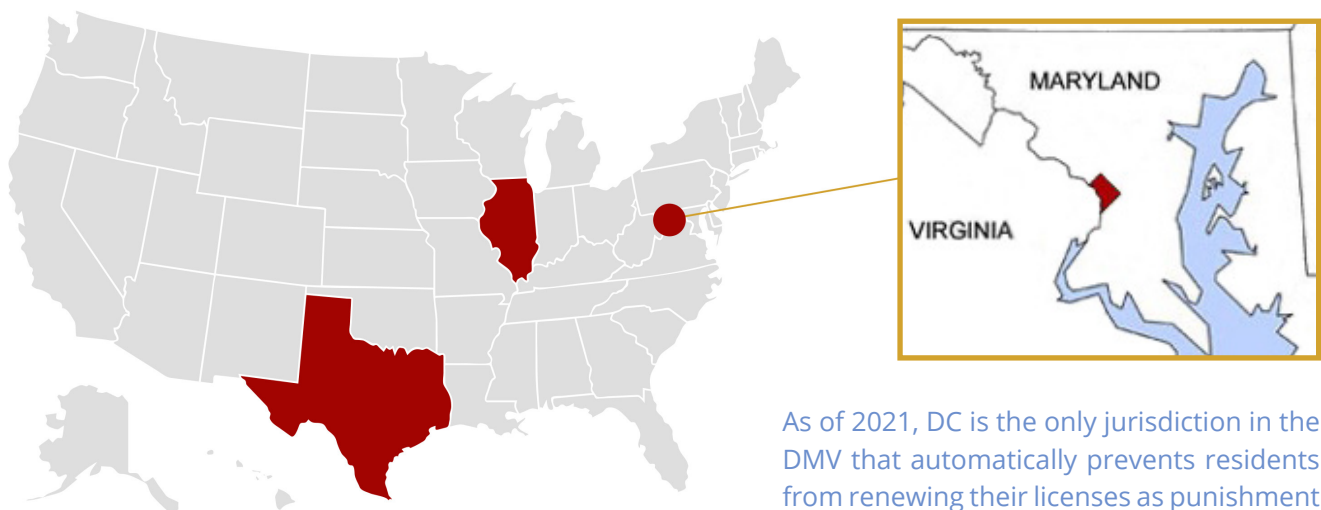 MARYLAND
VIRGINIA
As of 2021, DC is the only jurisdiction in the
DMV that automatically prevents residents
from renewing their licenses as punishment